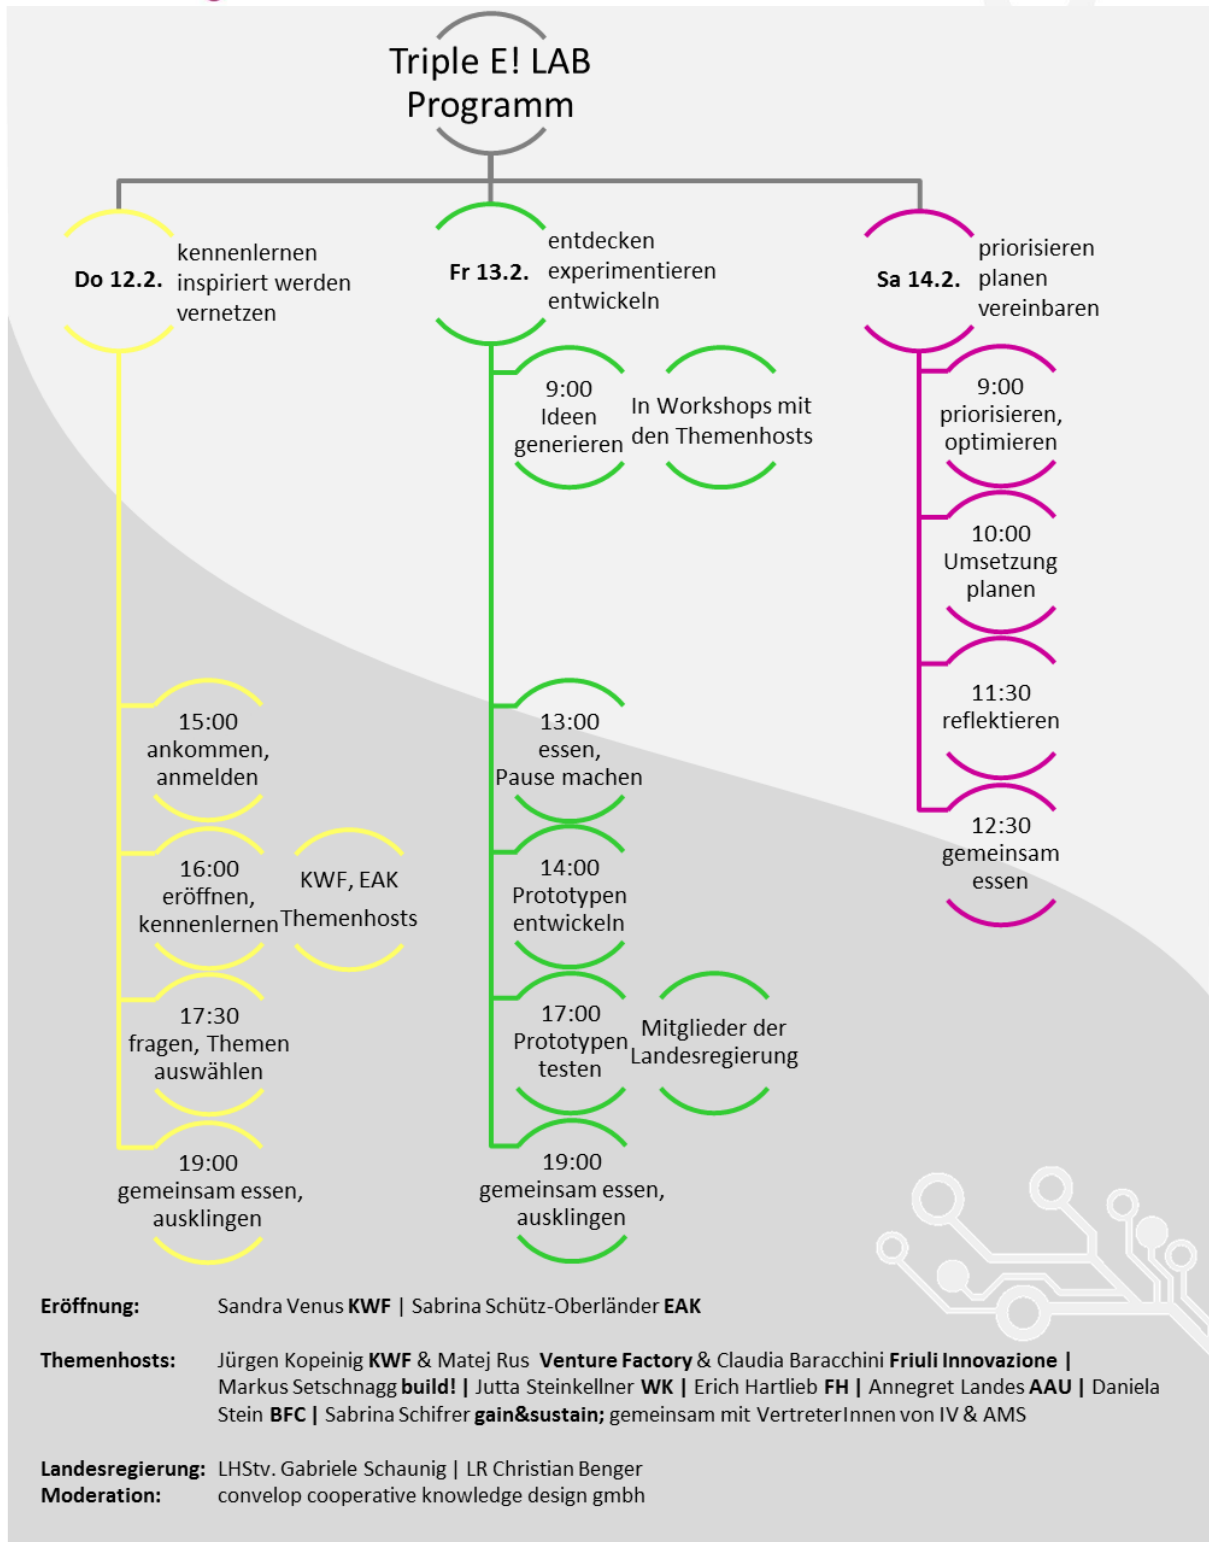 Triple E! LAB
Programm
Do 12.2.
kennenlernen
inspiriert werden
vernetzen
15:00
ankommen,
anmelden
16:00
eröffnen,
kennenlernen
KWF, EAK
Themenhosts
17:30
fragen, Themen
auswählen
19:00
gemeinsam essen,
ausklingen
Fr 13.2.
entdecken
experimentieren
entwickeln
9:00
Ideen
generieren
In Workshops mit
den Themenhosts
13:00
essen,
Pause machen
14:00
Prototypen
entwickeln
17:00
Prototypen
testen
Mitglieder der
Landesregierung
19:00
gemeinsam essen,
ausklingen
Sa 14.2.
priorisieren
planen
vereinbaren
9:00
priorisieren,
optimieren
10:00
Umsetzung
planen
11:30
reflektieren
12:30
gemeinsam
essen
Eröffnung: Sandra Venus KWF | Sabrina Schütz-Oberländer EAK
Themenhosts: Jürgen Kopeinig KWF & Matej Rus Venture Factory & Claudia Baracchini Friuli Innovazione |
Markus Setschnagg build! | Jutta Steinkellner WK | Erich Hartlieb FH | Annegret Landes AAU | Daniela
Stein BFC | Sabrina Schifrer gain&sustain; gemeinsam mit VertreterInnen von IV & AMS
Landesregierung: LHStv. Gabriele Schaunig | LR Christian Benger
Moderation: convelop cooperative knowledge design gmbh